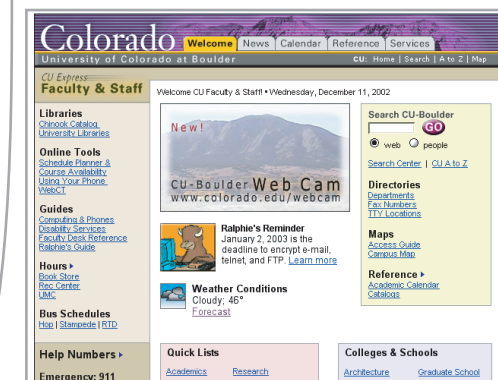 Colorado
Welcome News Calendar Reference Services
University of Colorado at Boulder
CU: Home | Search | A to Z | Map
CU Express
Faculty & Staff
Welcome CU Faculty & Staff! • Wednesday, December 11, 2002
Libraries
Chinook Catalog
University Libraries
Online Tools
Schedule Planner &
Course Availability
Using Your Phone
WebCT
Guides
Computing & Phones
Disability Services
Faculty Desk Reference
Ralphie's Guide
Hours
Book Store
Rec Center
UMC
Bus Schedules
Hop | Stampede | RTD
Help Numbers
Emergency: 911
New!
CU-Boulder Web Cam
www.colorado.edu/webcam
Ralphie's Reminder
January 2, 2003 is the
deadline to encrypt e-mail,
telnet, and FTP. Learn more
Weather Conditions
Cloudy; 46°
Forecast
Search CU-Boulder
GO
web people
Search Center | CU A to Z
Directories
Departments
Fax Numbers
TTY Locations
Maps
Access Guide
Campus Map
Reference
Academic Calendar
Catalogs
Quick Lists
Academics Research
Colleges & Schools
Architecture Graduate School